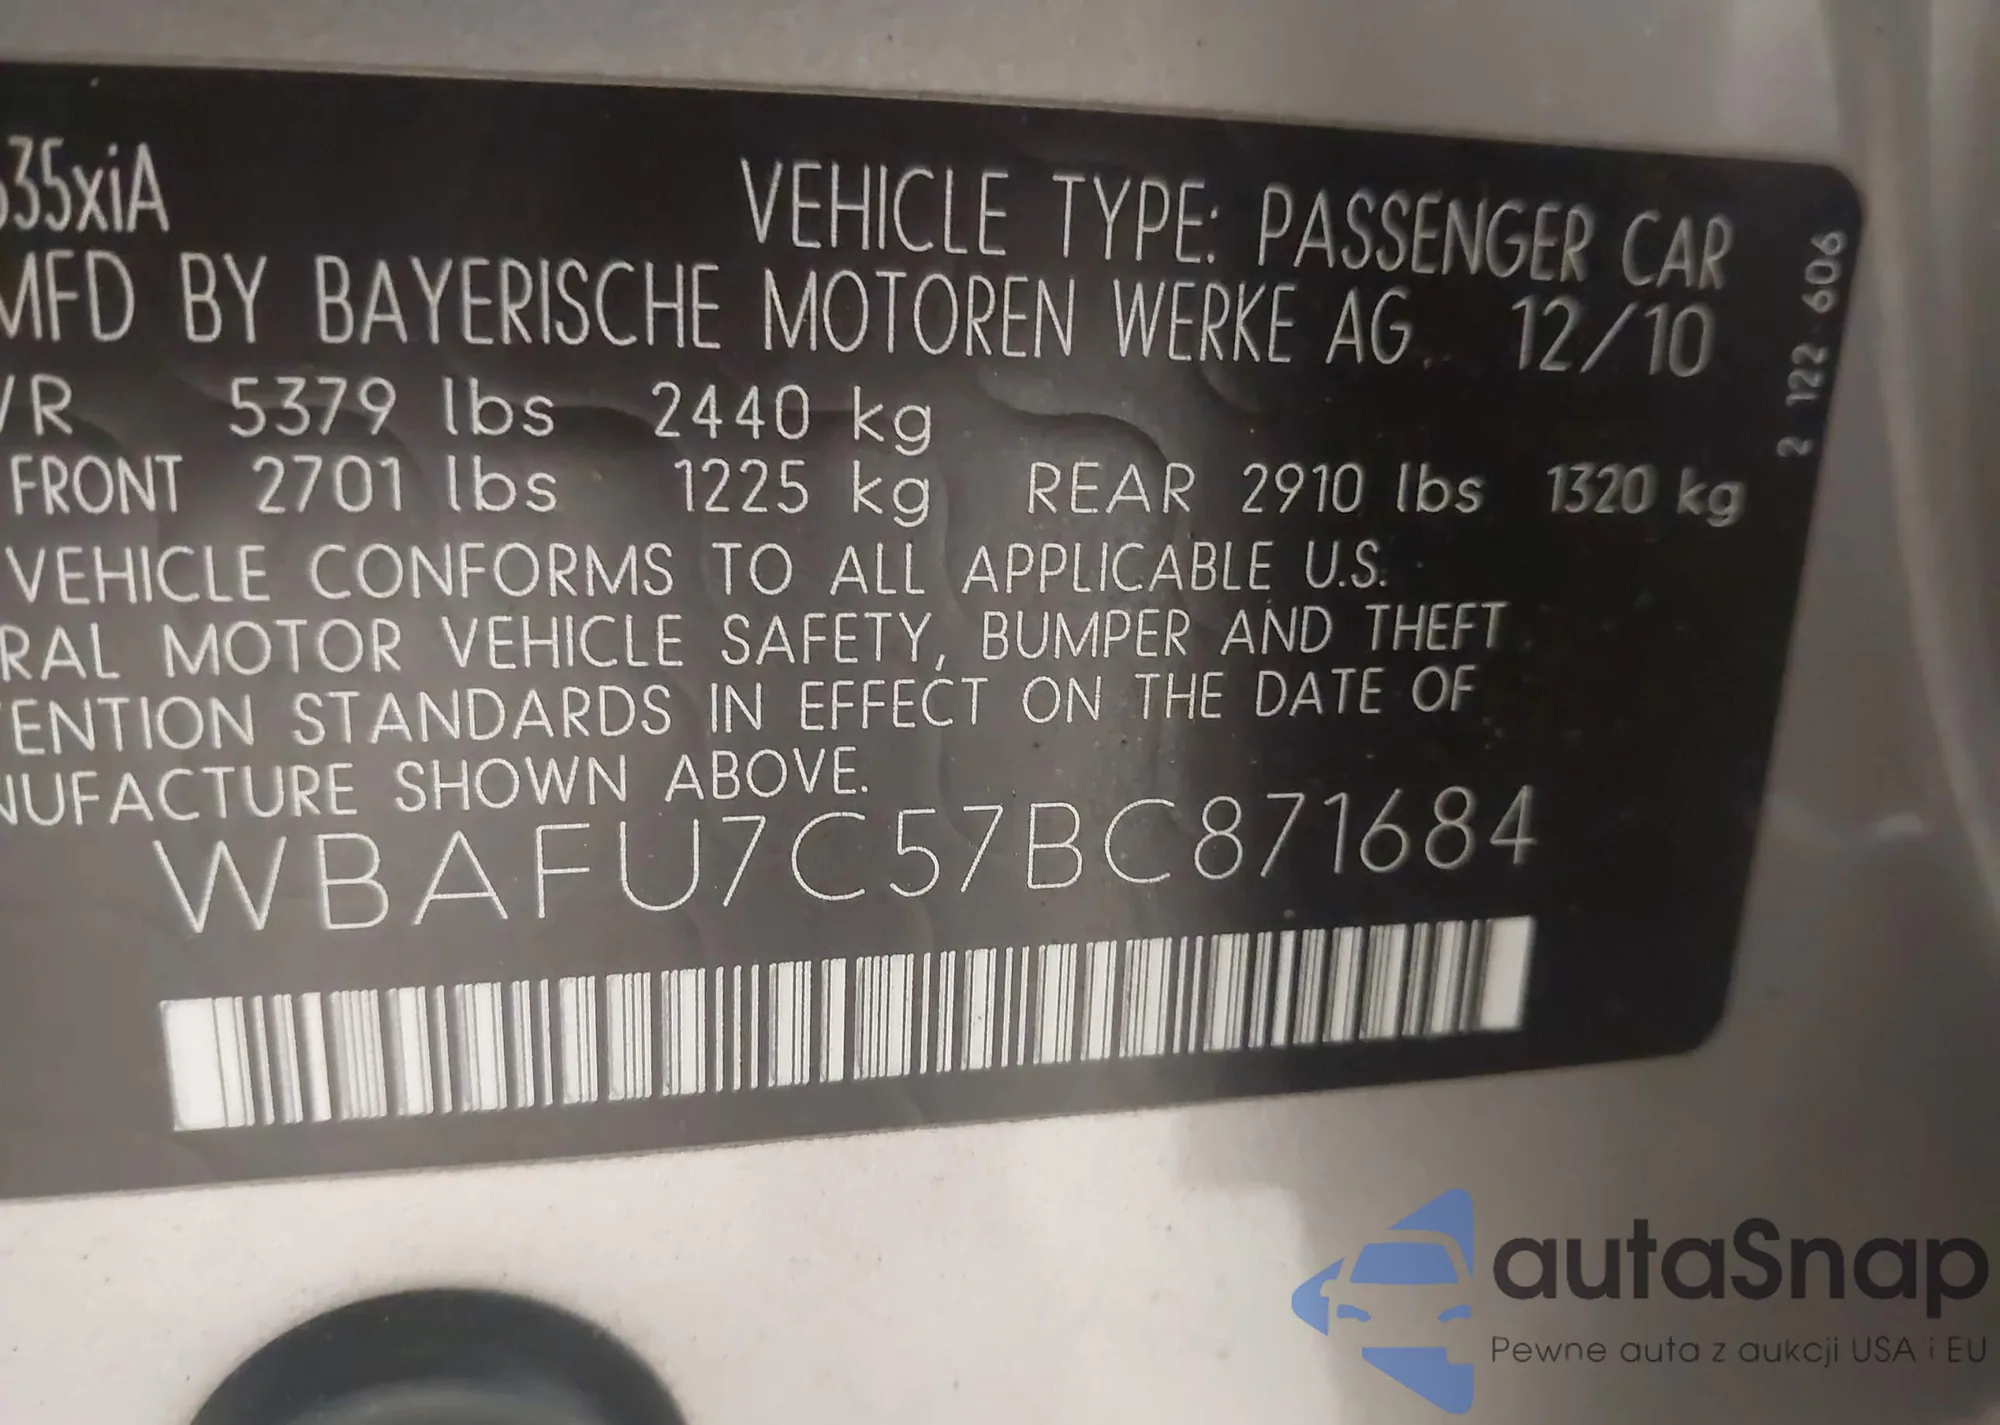 535xiA
VEHICLE TYPE: PASSENGER CAR
MFD BY BAYERISCHE MOTOREN WERKE AG. 12/10
VR 5379 lbs 2440 kg
FRONT 2701 lbs 1225 kg REAR 2910 lbs 1320 kg
VEHICLE CONFORMS TO ALL APPLICABLE U.S.
RAL MOTOR VEHICLE SAFETY, BUMPER AND THEFT
ENTION STANDARDS IN EFFECT ON THE DATE OF
NUFACTURE SHOWN ABOVE.
WBAFU7C57BC871684
2 122 606
autaSnap
Pewne auta z aukcji USA i EU